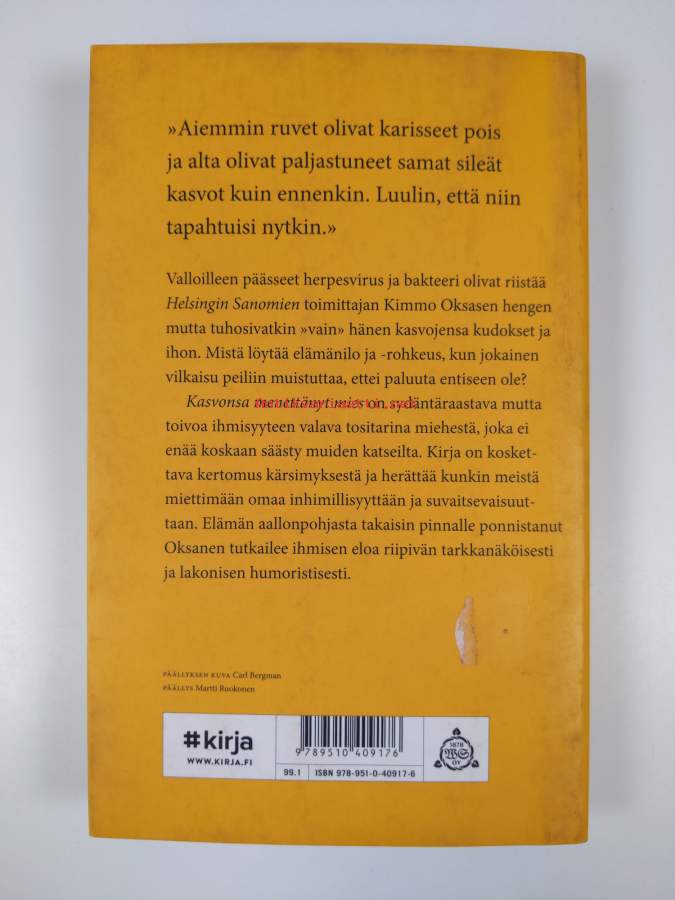 »Aiemmin ruvet olivat karisseet pois
ja alta olivat paljastuneet samat sileät
kasvot kuin ennenkin. Luulin, että niin
tapahtuisi nytkin.»
Valloilleen päässeet herpesvirus ja bakteeri olivat riistää
Helsingin Sanomien toimittajan Kimmo Oksasen hengen
mutta tuhosivatkin »vain» hänen kasvojensa kudokset ja
ihon. Mistä löytää elämänilo ja -rohkeus, kun jokainen
vilkaisu peiliin muistuttaa, ettei paluuta entiseen ole?
Kasvonsa menettänyt mies on sydäntäraastava mutta
toivoa ihmisyyteen valava tositarina miehestä, joka ei
enää koskaan säästy muiden katseilta. Kirja on kosket-
tava kertomus kärsimyksestä ja herättää kunkin meistä
miettimään omaa inhimillisyyttään ja suvaitsevaisuut-
taan. Elämän aallonpohjasta takaisin pinnalle ponnistanut
Oksanen tutkailee ihmisen eloa riipivän tarkkanäköisesti
ja lakonisen humoristisesti.
PÄÄLLYKSEN KUVA Carl Bergman
PÄÄLLYS Martti Ruokonen
#kirja
WWW.KIRJA.FI
9 789510 409176
99.1 ISBN 978-951-0-40917-6
1878
WS
OY